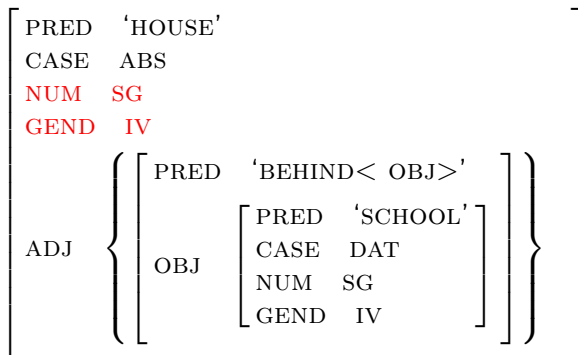 PRED ‘HOUSE’
CASE ABS
NUM SG
GEND IV
PRED ‘BEHIND< OBJ>’
ADJ
OBJ
PRED ‘SCHOOL’
CASE DAT
NUM SG
GEND IV